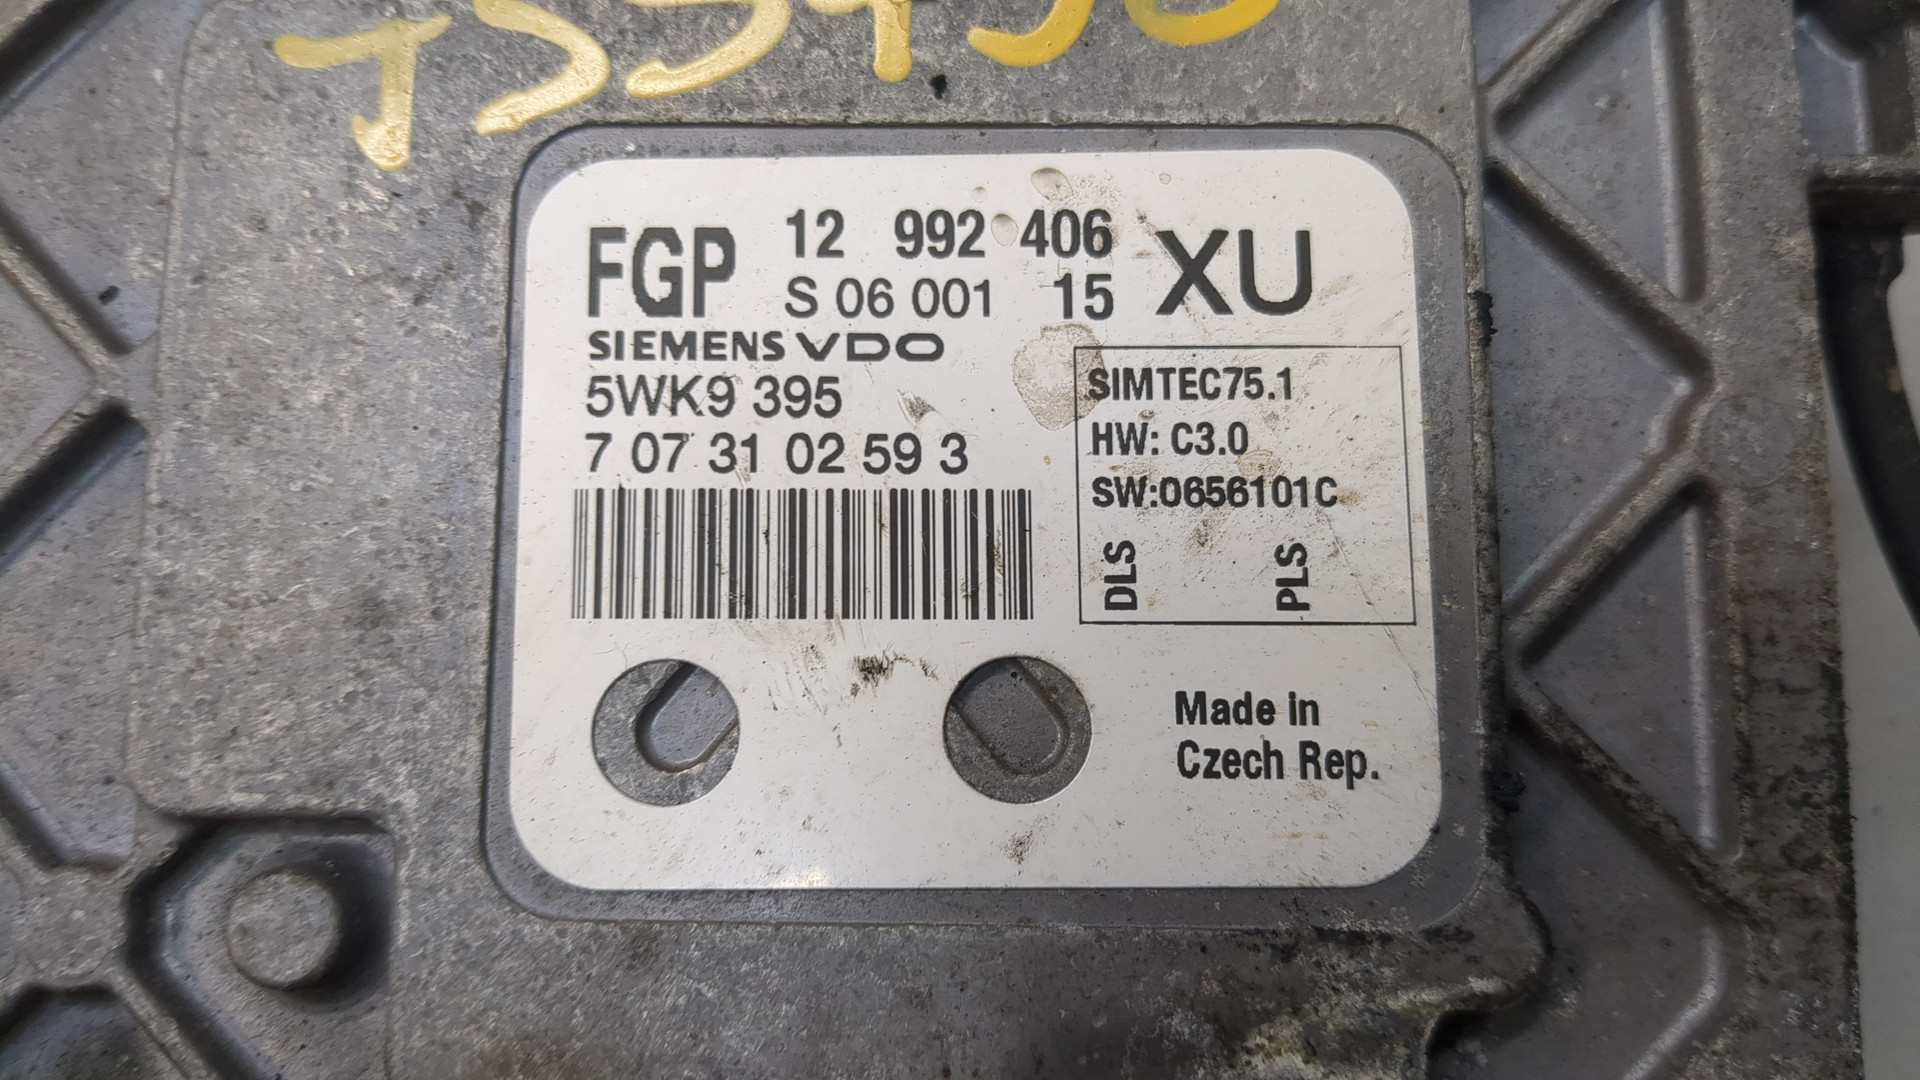 FGP 12 992 406 XU
S 06 001 15
SIEMENS VDO
5WK9 395
7 07 31 02 59 3
SIMTEC75.1
HW: C3.0
SW:0656101C
DLS PLS
Made in
Czech Rep.